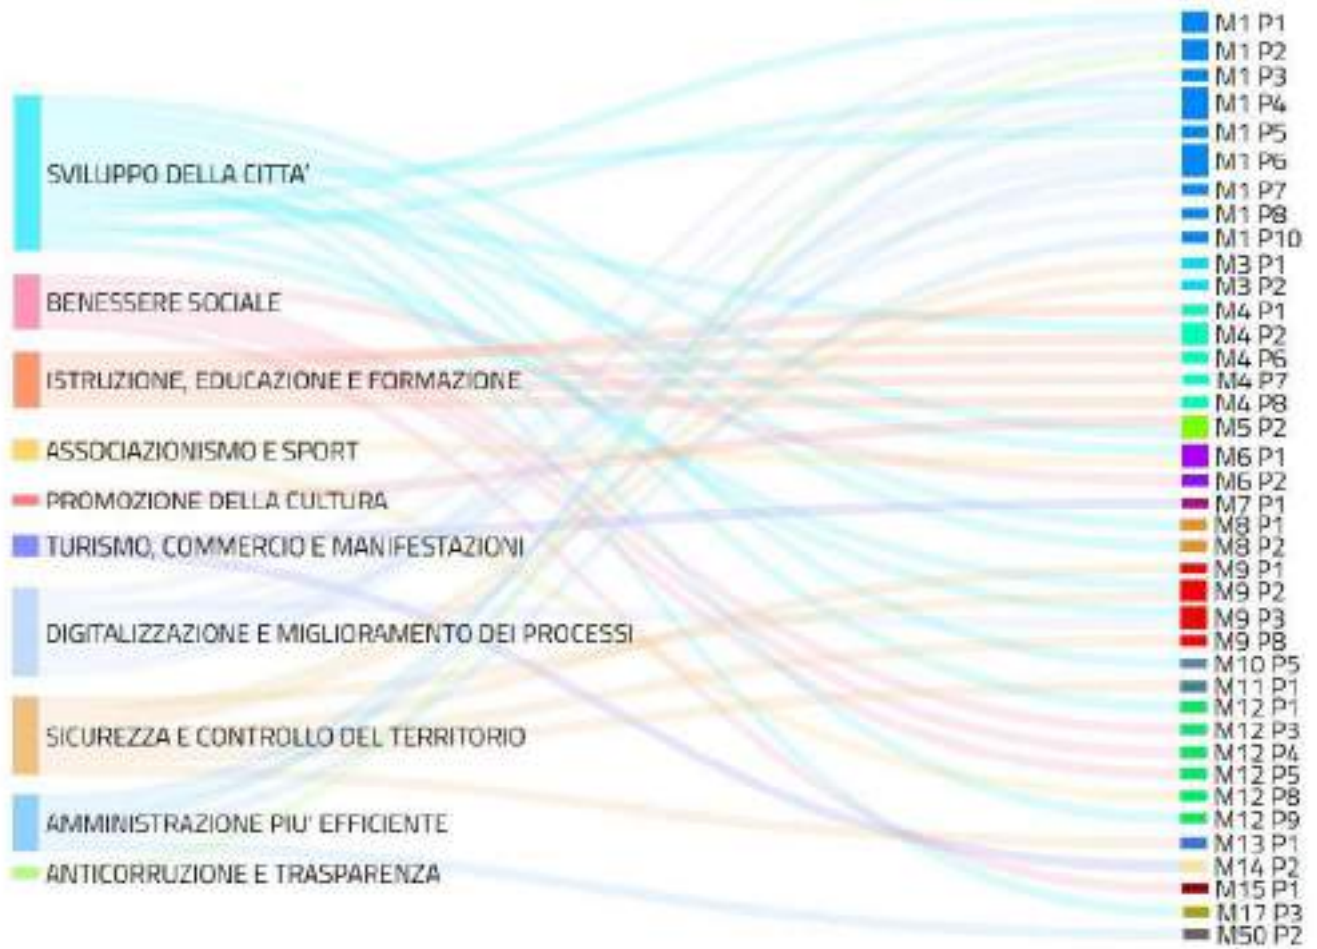 SVILUPPO DELLA CITTA'
BENESSERE SOCIALE
ISTRUZIONE, EDUCAZIONE E FORMAZIONE
ASSOCIAZIONISMO E SPORT
PROMOZIONE DELLA CULTURA
TURISMO, COMMERCIO E MANIFESTAZIONI
DIGITALIZZAZIONE E MIGLIORAMENTO DEI PROCESSI
SICUREZZA E CONTROLLO DEL TERRITORIO
AMMINISTRAZIONE PIU' EFFICIENTE
ANTICORRUZIONE E TRASPARENZA
M1 P1
M1 P2
M1 P3
M1 P4
M1 P5
M1 P6
M1 P7
M1 P8
M1 P10
M3 P1
M3 P2
M4 P1
M4 P2
M4 P6
M4 P7
M4 P8
M5 P2
M6 P1
M6 P2
M7 P1
M8 P1
M8 P2
M9 P1
M9 P2
M9 P3
M9 P8
M10 P5
M11 P1
M12 P1
M12 P3
M12 P4
M12 P5
M12 P8
M12 P9
M13 P1
M14 P2
M15 P1
M17 P3
M50 P2